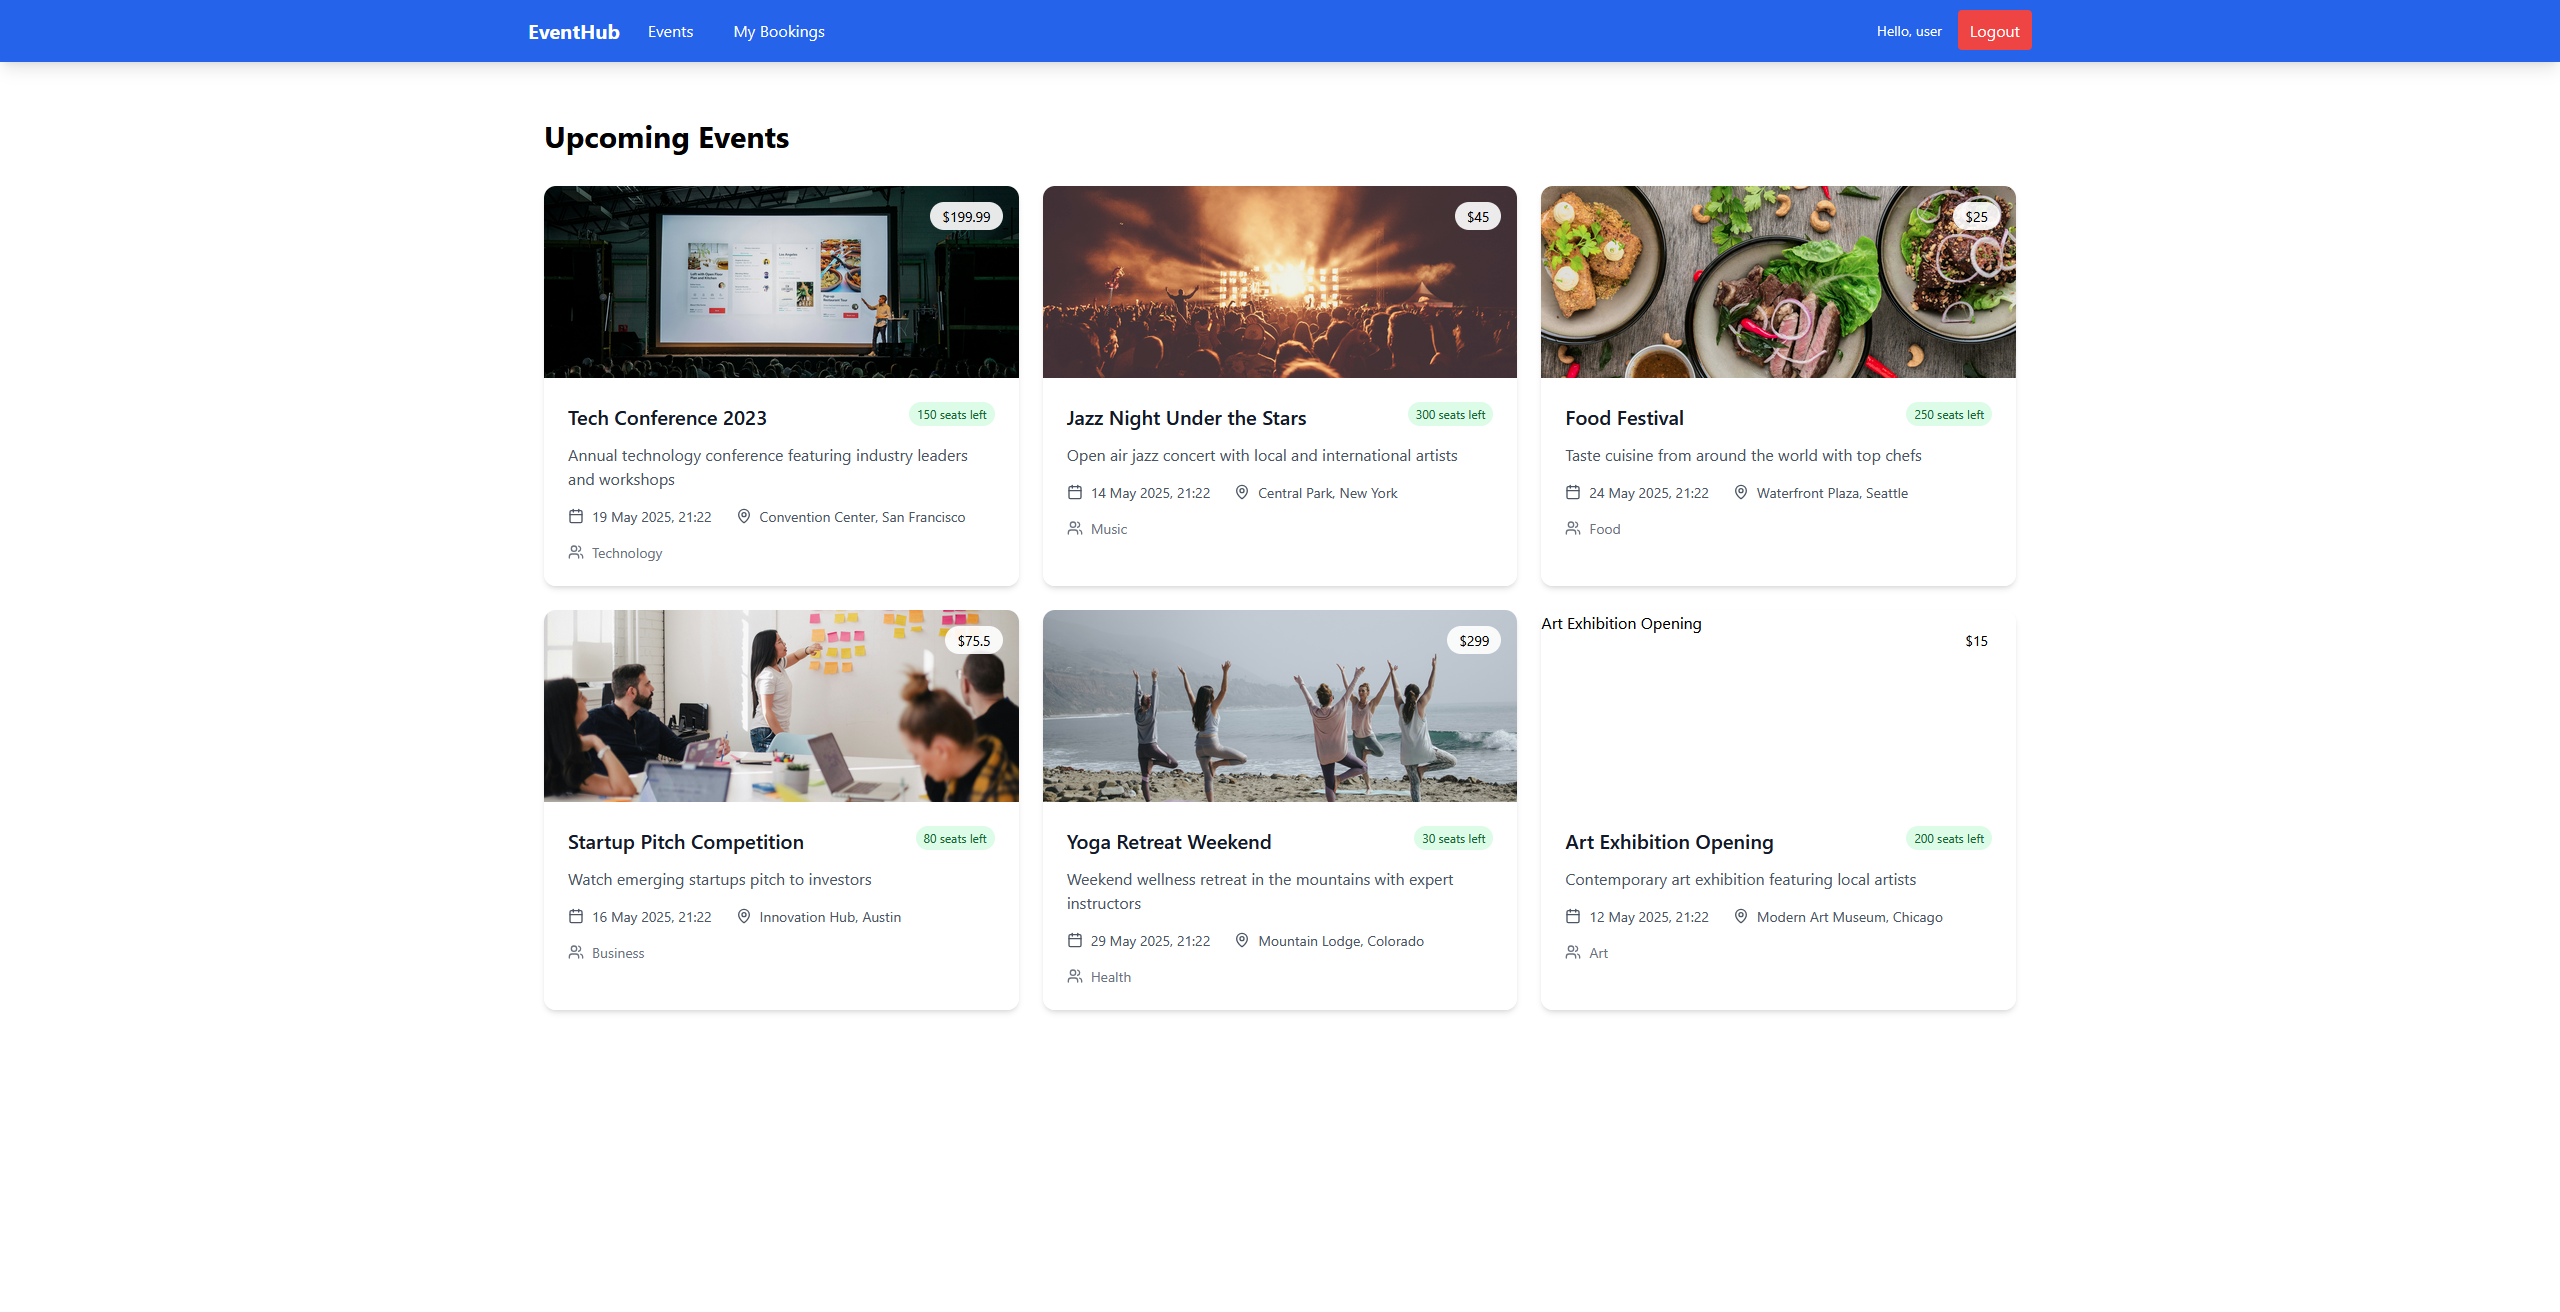 EventHub
Events
My Bookings
Hello, user
Logout
Upcoming Events
$199.99
Tech Conference 2023
150 seats left
Annual technology conference featuring industry leaders
and workshops
19 May 2025, 21:22
Convention Center, San Francisco
Technology
$45
Jazz Night Under the Stars
300 seats left
Open air jazz concert with local and international artists
14 May 2025, 21:22
Central Park, New York
Music
$25
Food Festival
250 seats left
Taste cuisine from around the world with top chefs
24 May 2025, 21:22
Waterfront Plaza, Seattle
Food
$75.5
Startup Pitch Competition
80 seats left
Watch emerging startups pitch to investors
16 May 2025, 21:22
Innovation Hub, Austin
Business
$299
Yoga Retreat Weekend
30 seats left
Weekend wellness retreat in the mountains with expert
instructors
29 May 2025, 21:22
Mountain Lodge, Colorado
Health
Art Exhibition Opening
$15
Art Exhibition Opening
200 seats left
Contemporary art exhibition featuring local artists
12 May 2025, 21:22
Modern Art Museum, Chicago
Art